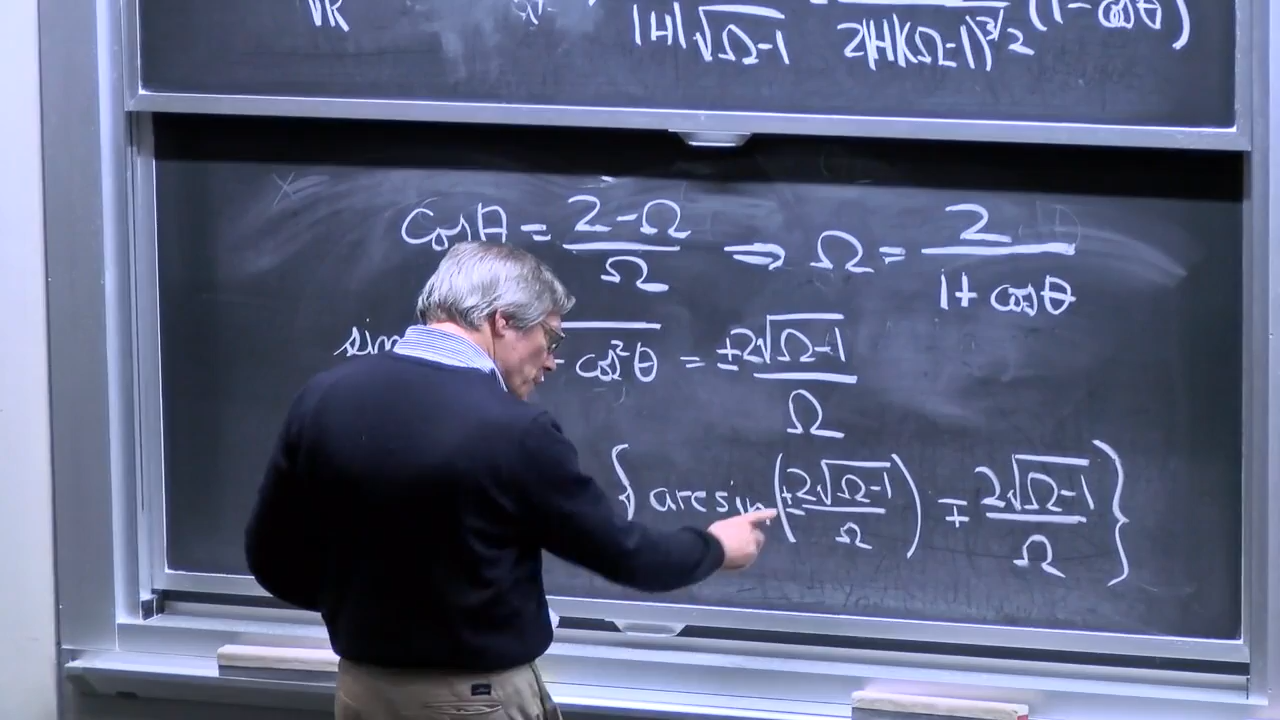 √k |H|√Ω-1 2|H|(Ω-1)^3/2 (1-cosθ)
cosθ = 2-Ω/Ω ⇒ Ω = 2/1+cosθ
sin - cos²θ = ±2√Ω-1/Ω
{arcsin(±2√Ω-1/Ω) ∓ 2√Ω-1/Ω}